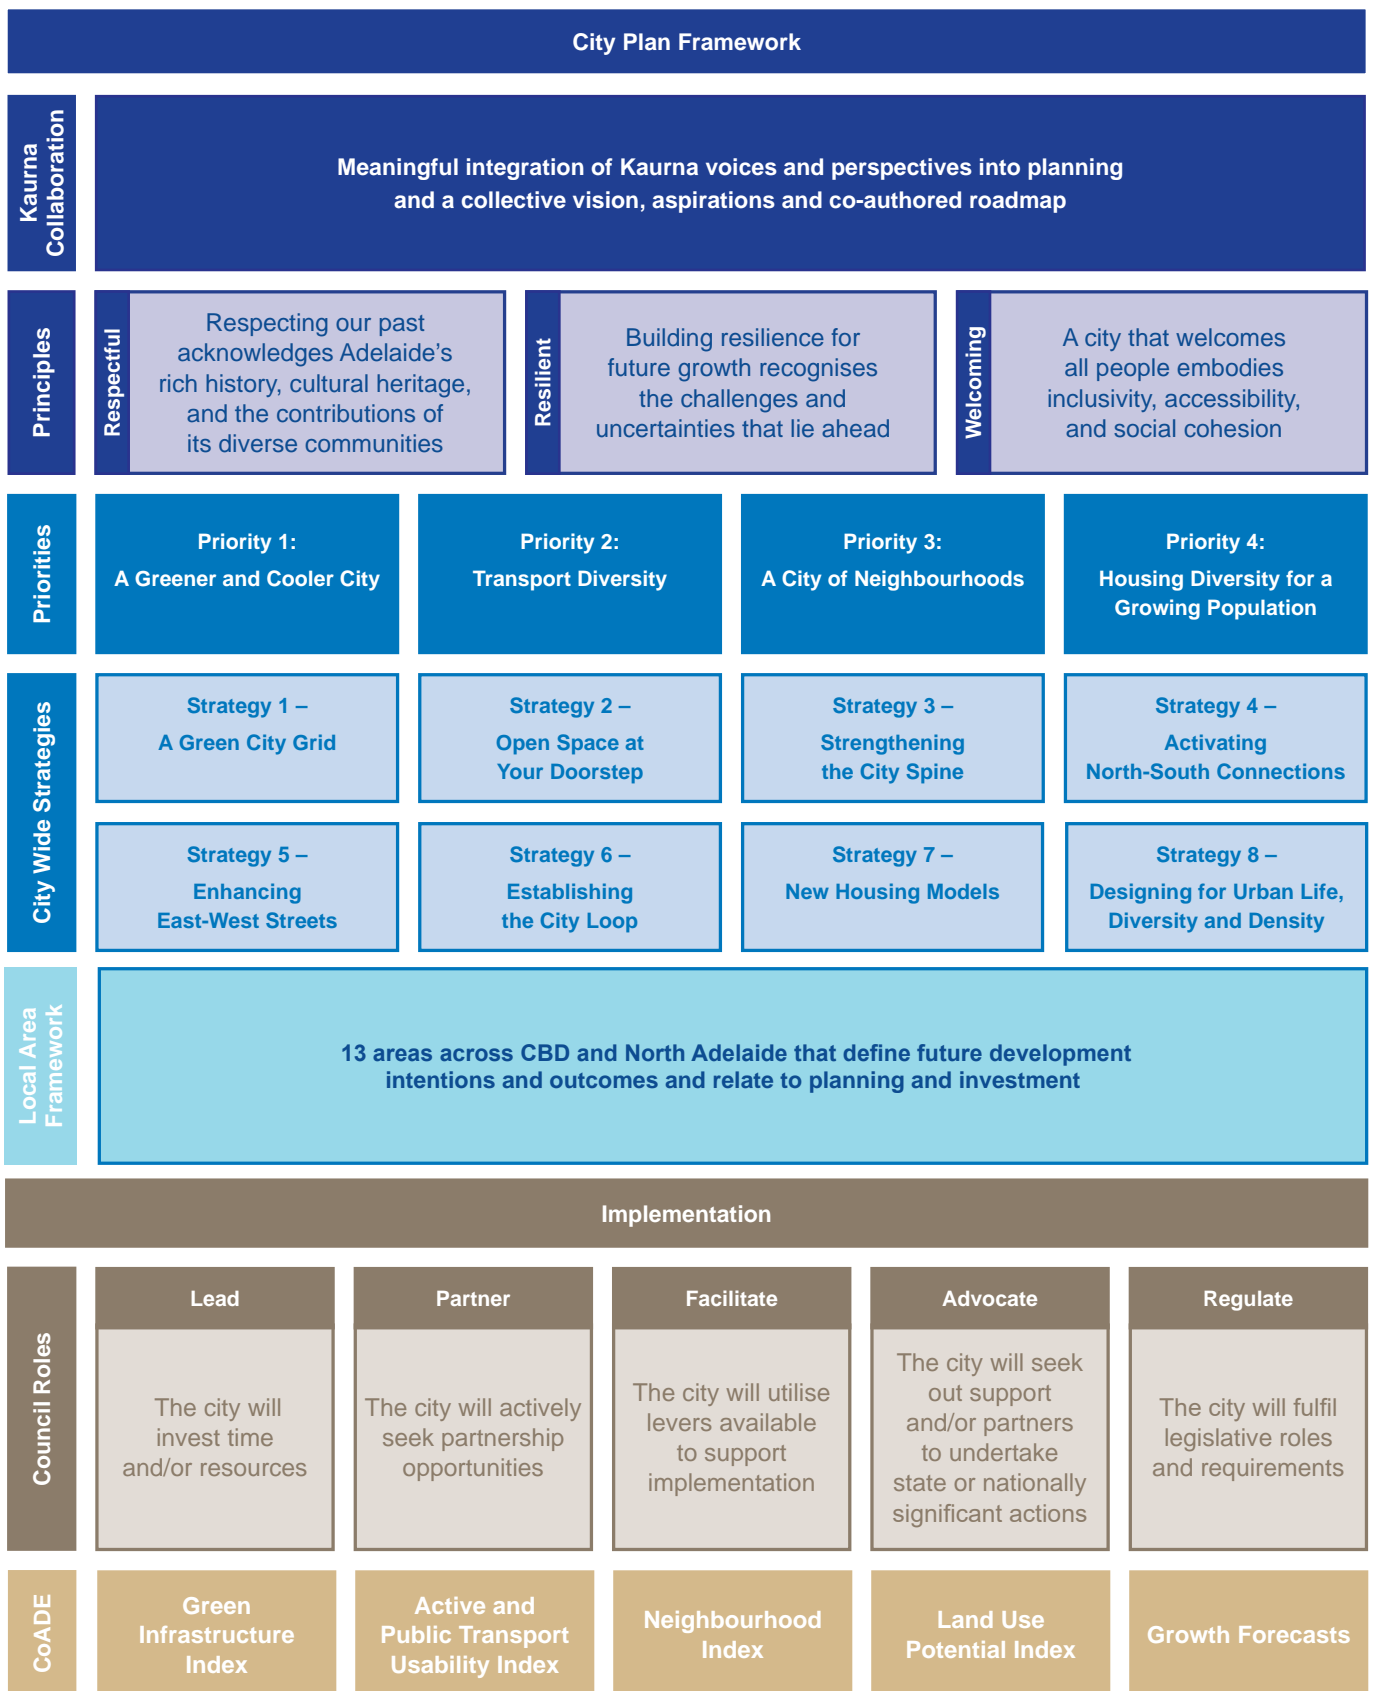 City Plan Framework
Kaurna
Collaboration
Meaningful integration of Kaurna voices and perspectives into planning
and a collective vision, aspirations and co-authored roadmap
Principles
Respectful
Respecting our past
acknowledges Adelaide's
rich history, cultural heritage,
and the contributions of
its diverse communities
Resilient
Building resilience for
future growth recognises
the challenges and
uncertainties that lie ahead
Welcoming
A city that welcomes
all people embodies
inclusivity, accessibility,
and social cohesion
Priorities
Priority 1:
A Greener and Cooler City
Priority 2:
Transport Diversity
Priority 3:
A City of Neighbourhoods
Priority 4:
Housing Diversity for a
Growing Population
City Wide Strategies
Strategy 1 –
A Green City Grid
Strategy 2 –
Open Space at
Your Doorstep
Strategy 3 –
Strengthening
the City Spine
Strategy 4 –
Activating
North-South Connections
Strategy 5 –
Enhancing
East-West Streets
Strategy 6 –
Establishing
the City Loop
Strategy 7 –
New Housing Models
Strategy 8 –
Designing for Urban Life,
Diversity and Density
Local Area
Framework
13 areas across CBD and North Adelaide that define future development
intentions and outcomes and relate to planning and investment
Implementation
Council Roles
Lead
The city will
invest time
and/or resources
Partner
The city will actively
seek partnership
opportunities
Facilitate
The city will utilise
levers available
to support
implementation
Advocate
The city will seek
out support
and/or partners
to undertake
state or nationally
significant actions
Regulate
The city will fulfil
legislative roles
and requirements
CoADE
Green
Infrastructure
Index
Active and
Public Transport
Usability Index
Neighbourhood
Index
Land Use
Potential Index
Growth Forecasts